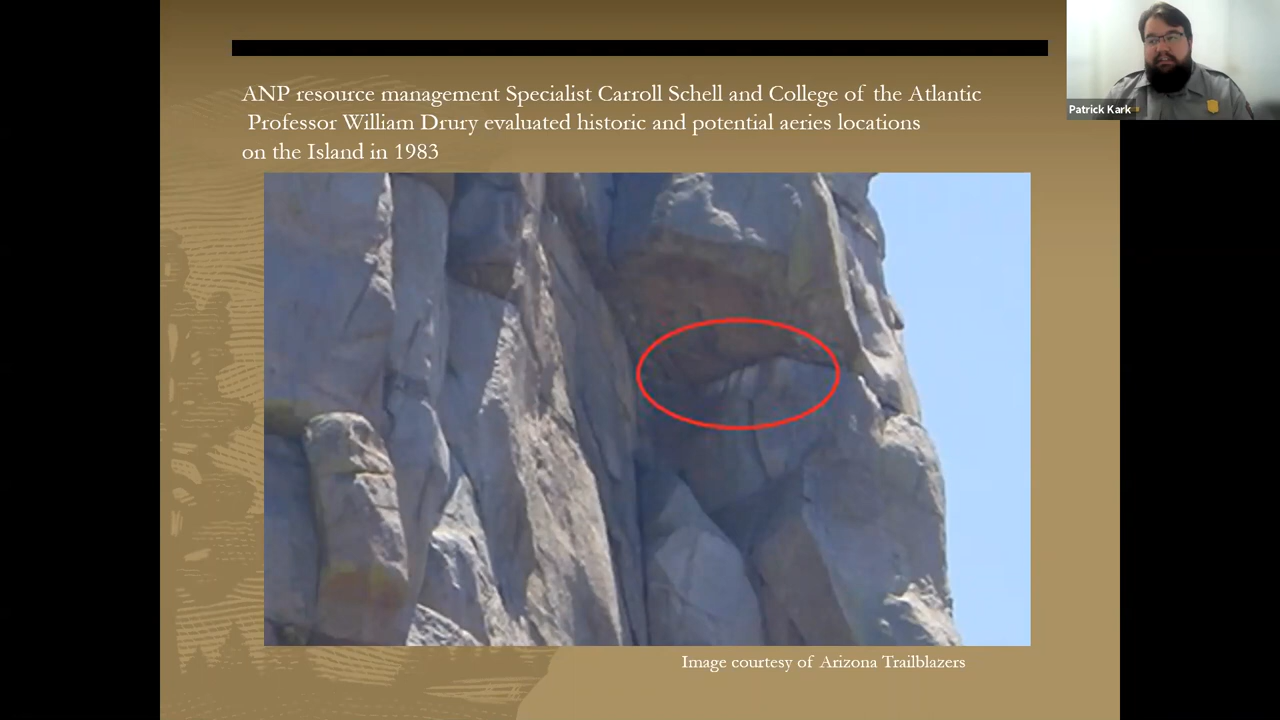 ANP resource management Specialist Carroll Schell and College of the Atlantic
Professor William Drury evaluated historic and potential aeries locations
on the Island in 1983
Patrick Kark
Image courtesy of Arizona Trailblazers